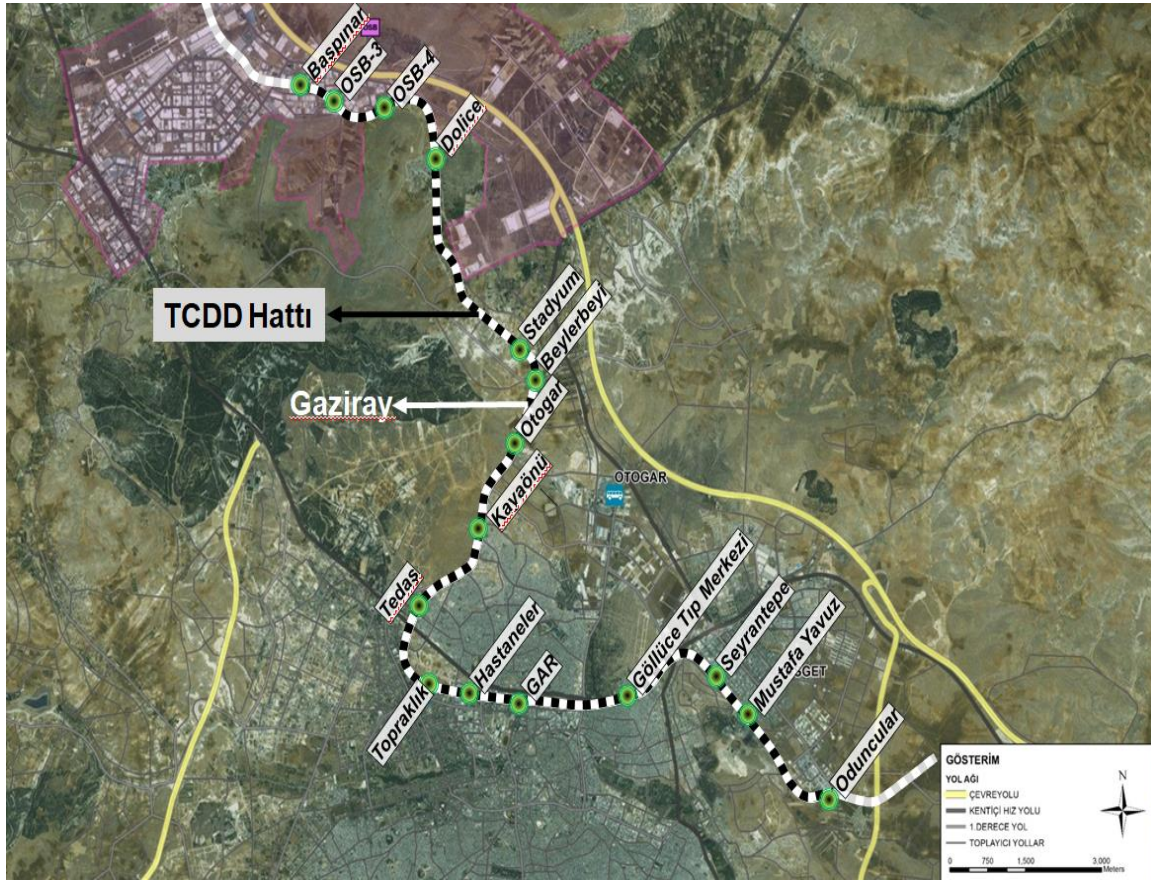 Başpınar
OSB-3
OSB-4
Dolice
TCDD Hattı
Stadyum
Beylerbeyi
Gaziray
Otogar
Kayaönü
OTOGAR
Tedaş
Topraklık
Hastaneler
GAR
Göllüce Tıp Merkezi
Seyrantepe
Mustafa Yavuz
Oduncular
GÖSTERİM
YOL AĞI
ÇEVREYOLU
KENTİÇİ HIZ YOLU
1.DERECE YOL
TOPLAYICI YOLLAR
N
0 750 1,500 3,000
Meters